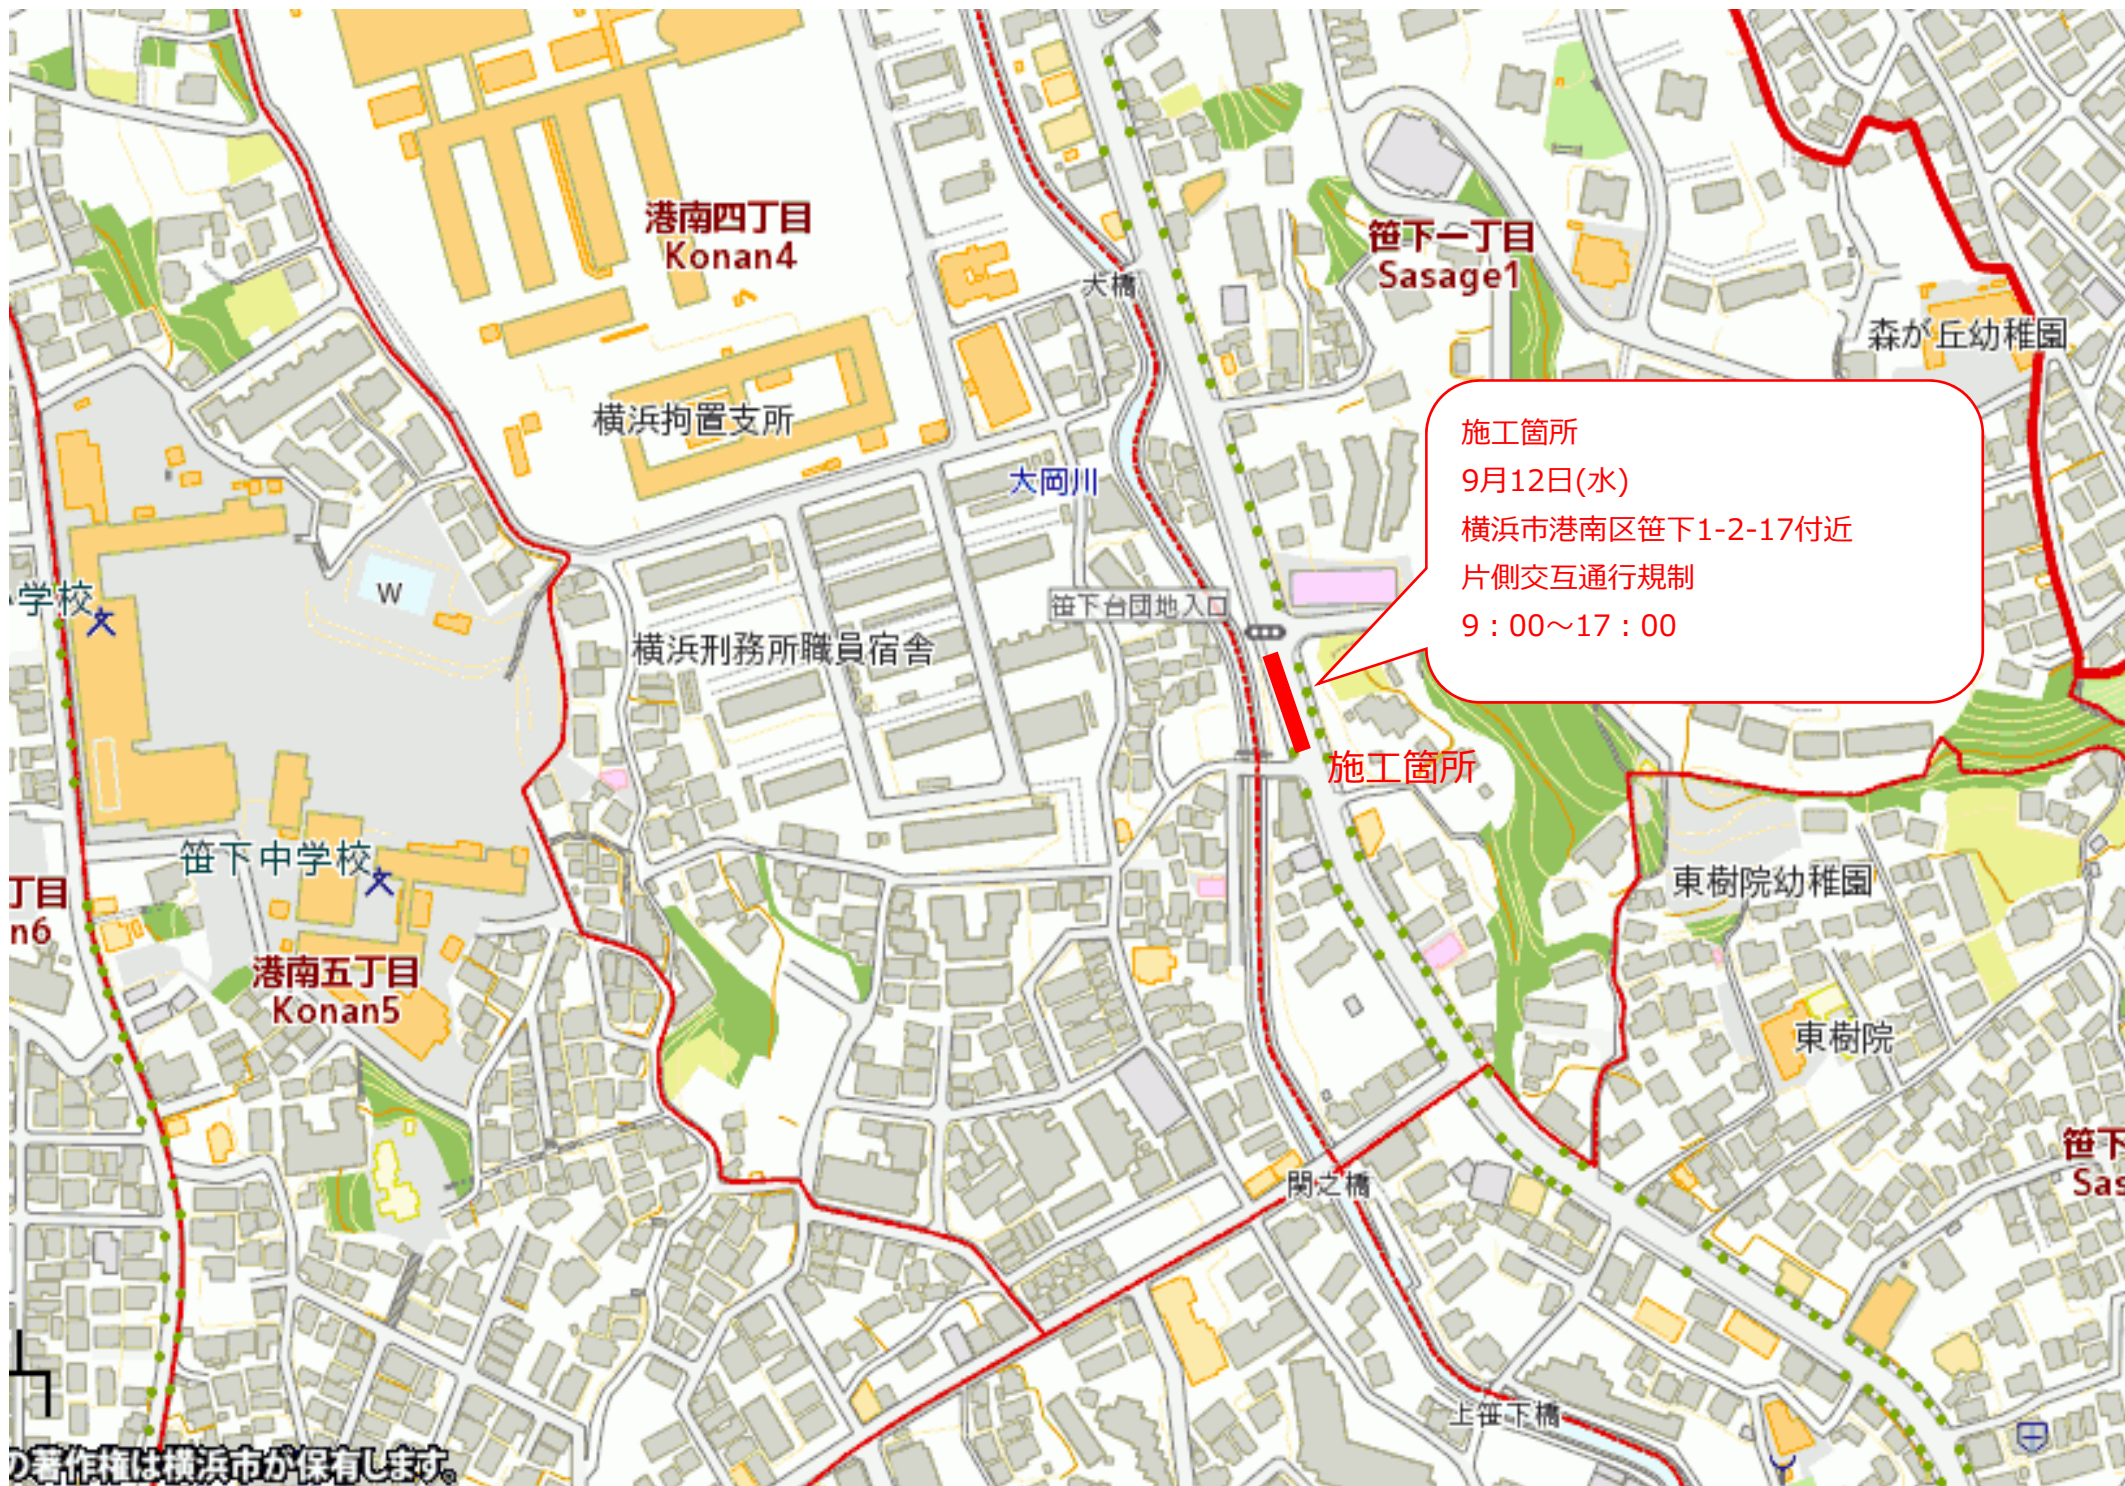 港南四丁目
Konan4
笹下一丁目
Sasage1
大橋
森が丘幼稚園
横浜拘置支所
大岡川
施工箇所
9月12日(水)
横浜市港南区笹下1-2-17付近
片側交互通行規制
9：00～17：00
W
学校
笹下台団地入口
横浜刑務所職員宿舎
施工箇所
笹下中学校
東樹院幼稚園
丁目
n6
港南五丁目
Konan5
東樹院
笹下
Sas
関之橋
上笹下橋
の著作権は横浜市が保有します。